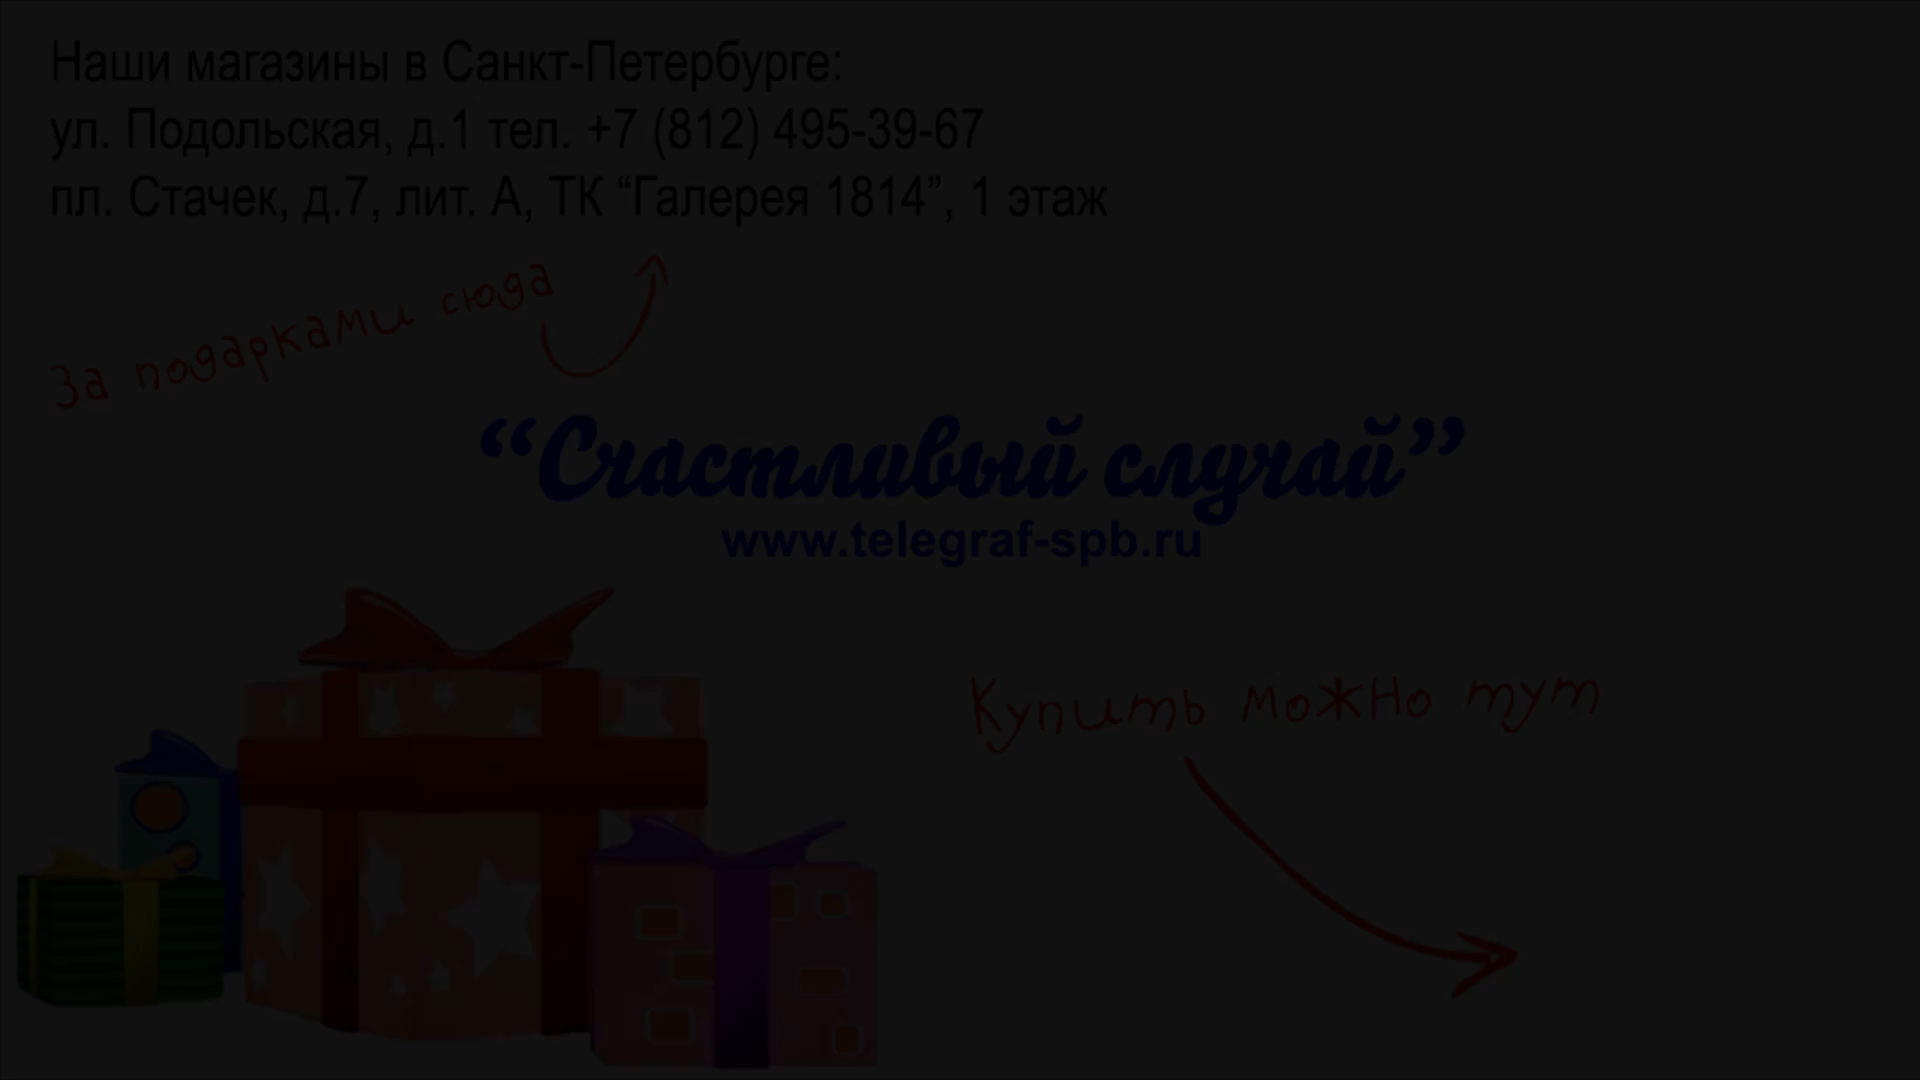 Наши магазины в Санкт-Петербурге:
ул. Подольская, д.1 тел. +7 (812) 495-39-67
пл. Стачек, д.7, лит. А, ТК “Галерея 1814”, 1 этаж
За подарками сюда
“Счастливый случай”
www.telegraf-spb.ru
Купить можно тут